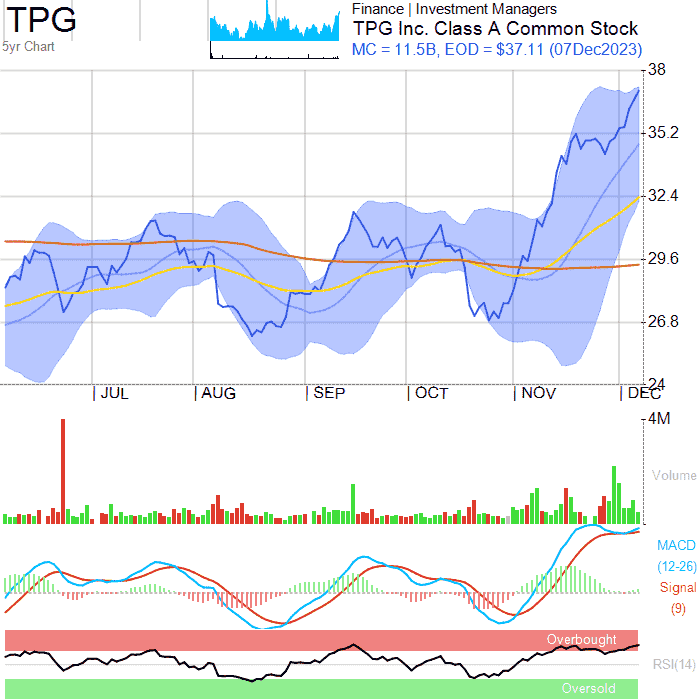 TPG
5yr Chart
Finance | Investment Managers
TPG Inc. Class A Common Stock
MC = 11.5B, EOD = $37.11 (07Dec2023)
38
35.2
32.4
29.6
26.8
24
JUL AUG SEP OCT NOV DEC
4M
Volume
MACD
(12-26)
Signal
(9)
Overbought
RSI(14)
Oversold